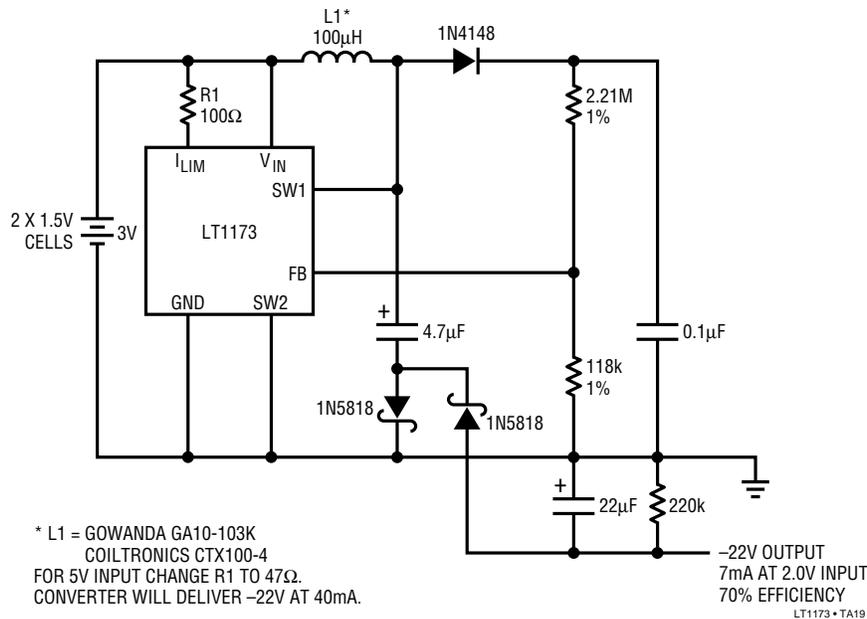 L1*
100µH
1N4148
R1
100Ω
2.21M
1%
ILIM
VIN
SW1
2 X 1.5V
CELLS
3V
LT1173
FB
GND
SW2
+
4.7µF
0.1µF
118k
1%
1N5818
1N5818
+
22µF
220k
* L1 = GOWANDA GA10-103K
COILTRONICS CTX100-4
FOR 5V INPUT CHANGE R1 TO 47Ω.
CONVERTER WILL DELIVER –22V AT 40mA.
–22V OUTPUT
7mA AT 2.0V INPUT
70% EFFICIENCY
LT1173 • TA19